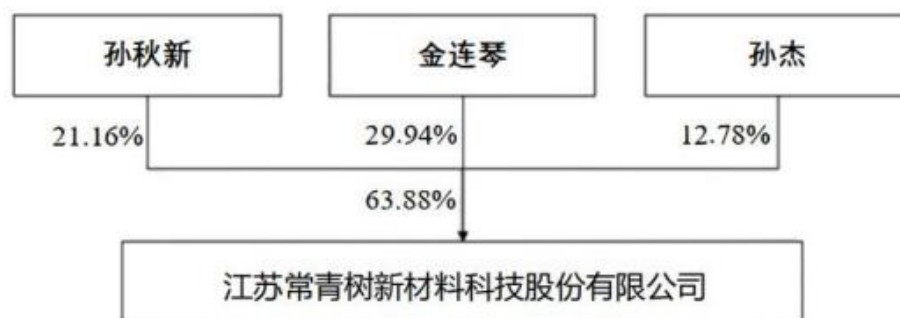 孙秋新
金连琴
孙杰
21.16%
29.94%
12.78%
63.88%
江苏常青树新材料科技股份有限公司